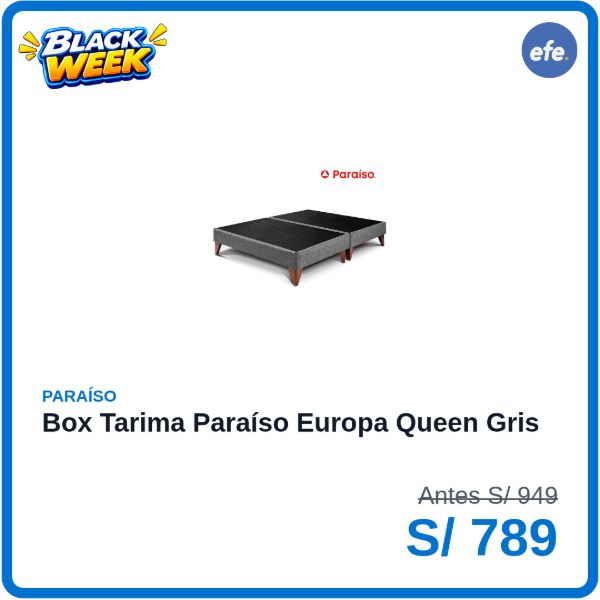 BLACK
WEEK
efe.
Paraíso.
PARAÍSO
Box Tarima Paraíso Europa Queen Gris
Antes S/ 949
S/ 789